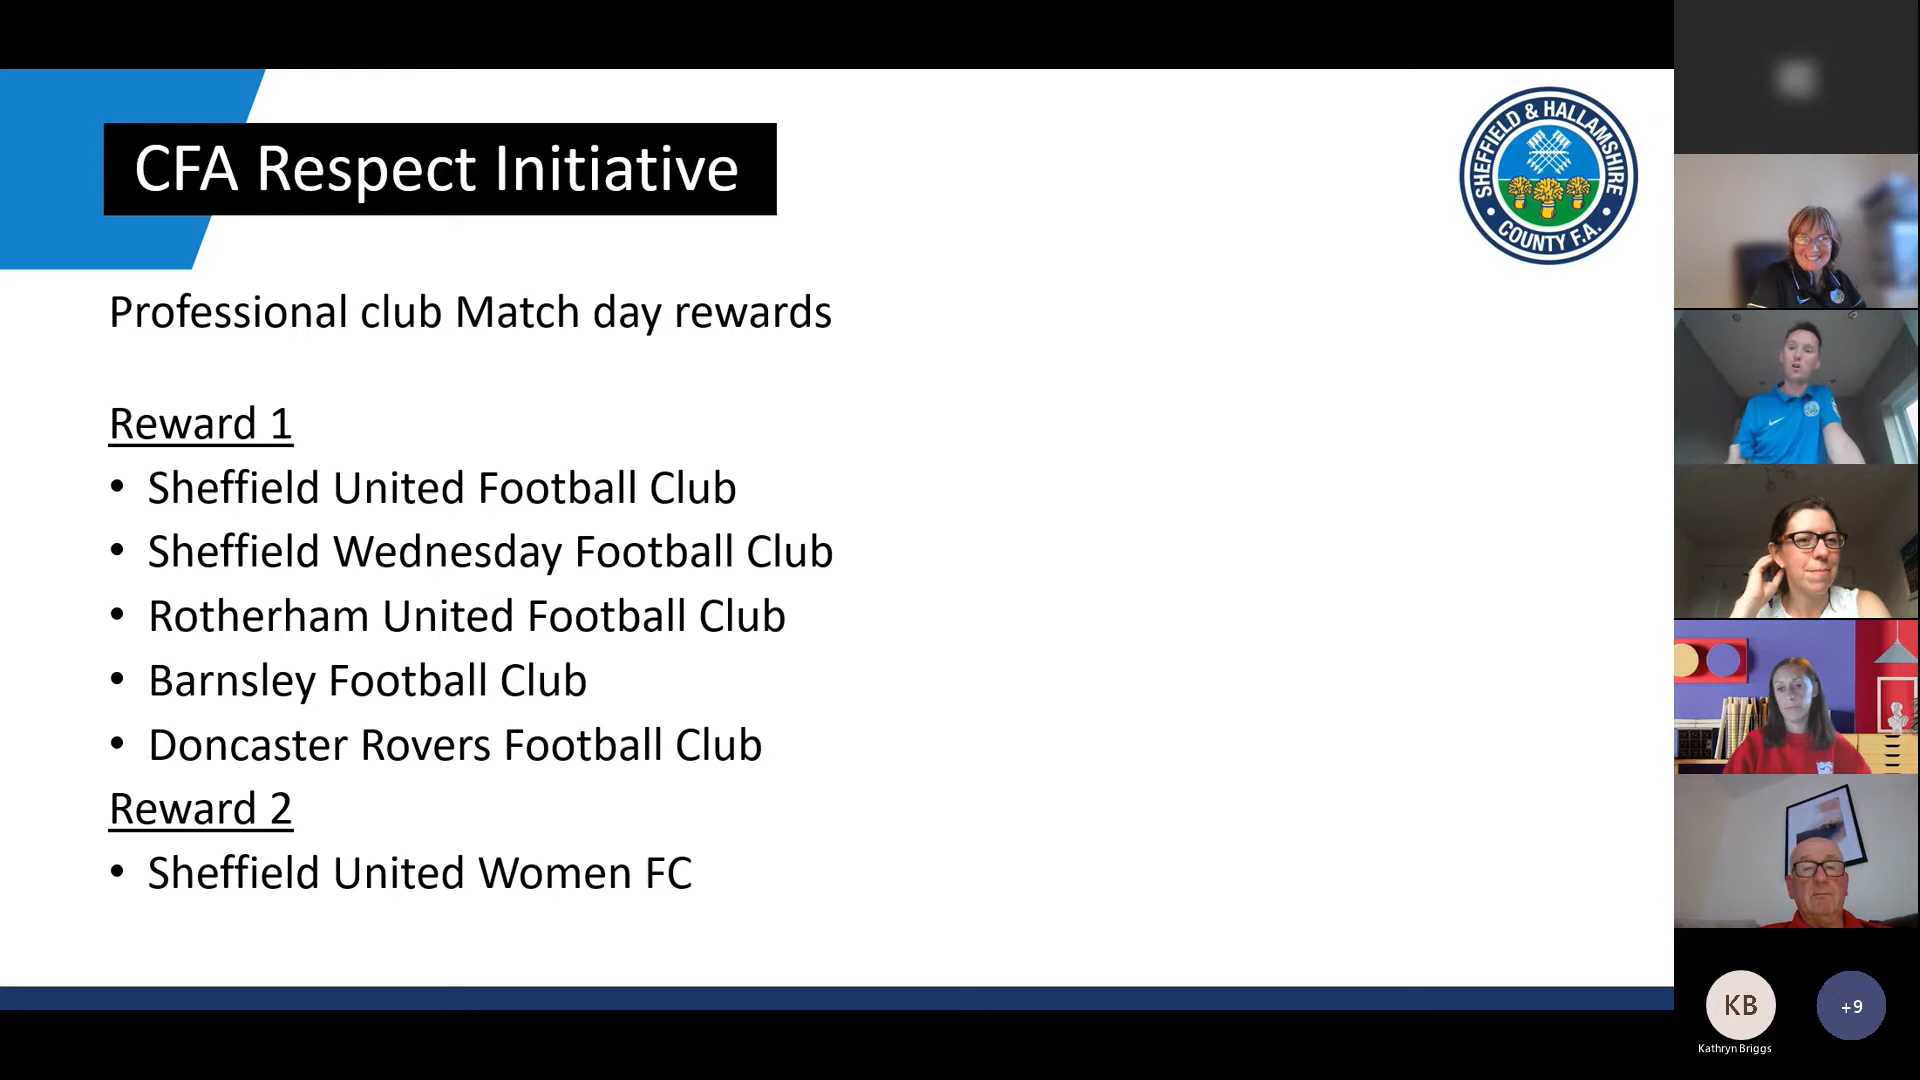 CFA Respect Initiative
SHEFFIELD & HALLAMSHIRE
COUNTY F.A.
Professional club Match day rewards
Reward 1
• Sheffield United Football Club
• Sheffield Wednesday Football Club
• Rotherham United Football Club
• Barnsley Football Club
• Doncaster Rovers Football Club
Reward 2
• Sheffield United Women FC
KB
+9
Kathryn Briggs